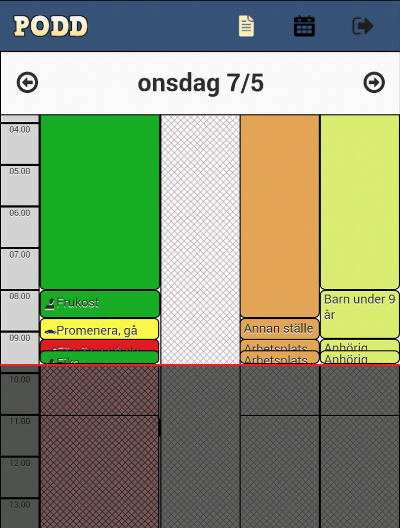 PODD
onsdag 7/5
04.00
05.00
06.00
07.00
08.00
Frukost
Barn under 9
år
Promenera, gå
Annan ställe
09.00
Arbetsplats
Anhörig
Fika
Arbetsplats
Anhörig
10.00
11.00
12.00
13.00